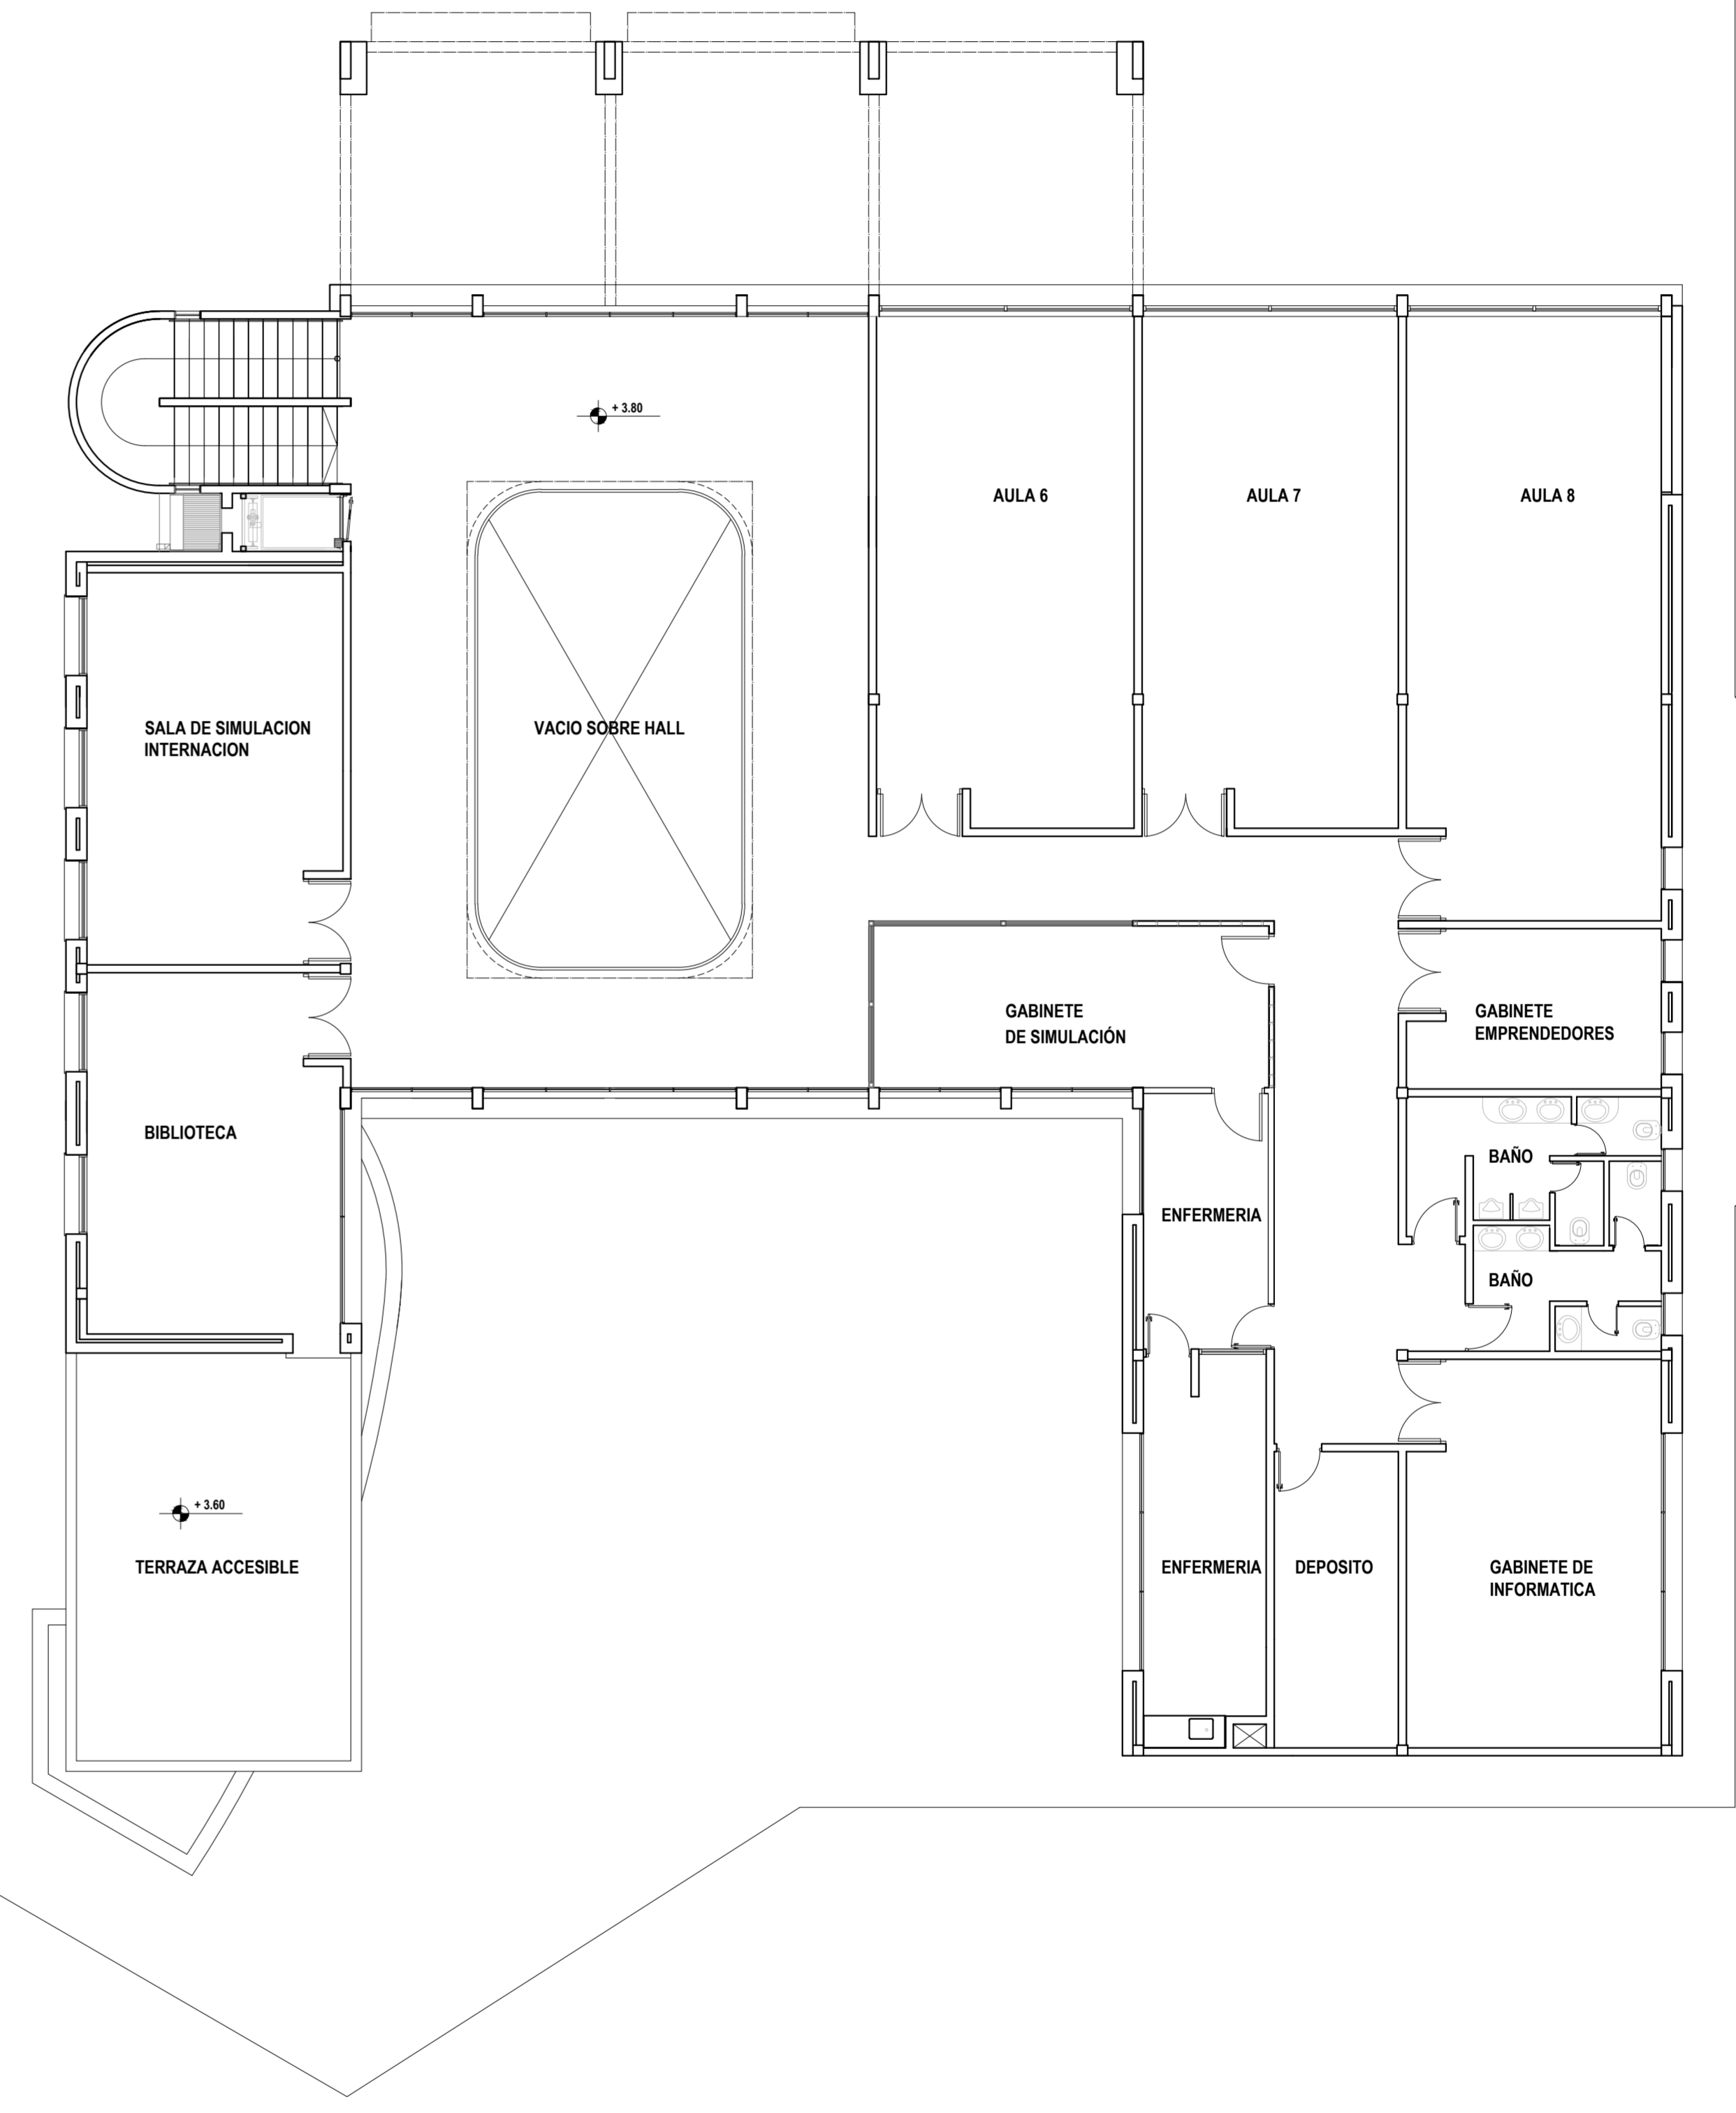 + 3.80
AULA 6
AULA 7
AULA 8
SALA DE SIMULACION
INTERNACION
VACIO SOBRE HALL
GABINETE
DE SIMULACIÓN
GABINETE
EMPRENDEDORES
BIBLIOTECA
BAÑO
ENFERMERIA
BAÑO
+ 3.60
TERRAZA ACCESIBLE
ENFERMERIA
DEPOSITO
GABINETE DE
INFORMATICA